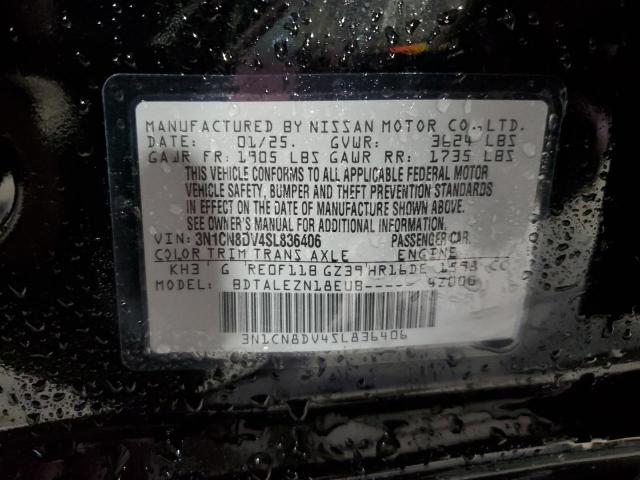 MANUFACTURED BY NISSAN MOTOR CO., LTD.
DATE: 01/25. GVWR: 3624 LBS
GAWR FR: 1905 LBS GAWR RR: 1735 LBS
THIS VEHICLE CONFORMS TO ALL APPLICABLE FEDERAL MOTOR
VEHICLE SAFETY, BUMPER AND THEFT PREVENTION STANDARDS
IN EFFECT ON THE DATE OF MANUFACTURE SHOWN ABOVE.
SEE OWNER'S MANUAL FOR ADDITIONAL INFORMATION.
VIN: 3N1CN8DV4SL836406 PASSENGER CAR.
COLOR TRIM TRANS AXLE ENGINE
KH3 G RE0F11B GZ39 HR16DE 1598 CC
MODEL: BDTALEZN18EUB----- 9Z006
3N1CN8DV4SL836406